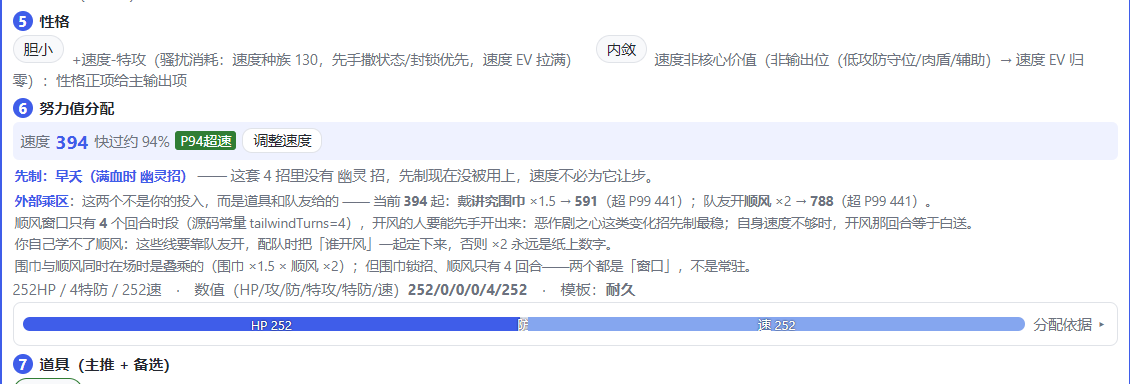 5 性格
胆小 +速度-特攻（骚扰消耗：速度种族 130，先手撒状态/封锁优先，速度 EV 拉满） 内敛 速度非核心价值（非输出位（低攻防守位/肉盾/辅助）→ 速度 EV 归
零）：性格正项给主输出项
6 努力值分配
速度 394 快过约 94% P94超速 调整速度
先制：早夭（满血时 幽灵招） —— 这套 4 招里没有 幽灵 招，先制现在没被用上，速度不必为它让步。
外部乘区：这两个不是你的投入，而是道具和队友给的 —— 当前 394 起：戴讲究围巾 ×1.5 → 591（超 P99 441）；队友开顺风 ×2 → 788（超 P99 441）。
顺风窗口只有 4 个回合时段（源码常量 tailwindTurns=4），开风的人要能先手开出来：恶作剧之心这类变化招先制最稳；自身速度不够时，开风那回合等于白送。
你自己学不了顺风：这些线要靠队友开，配队时把「谁开风」一起定下来，否则 ×2 永远是纸上数字。
围巾与顺风同时在场时是叠乘的（围巾 ×1.5 × 顺风 ×2）；但围巾锁招、顺风只有 4 回合——两个都是「窗口」，不是常驻。
252HP / 4特防 / 252速 · 数值（HP/攻/防/特攻/特防/速）252/0/0/0/4/252 · 模板：耐久
HP 252 速 252 分配依据 ▸
7 道具（主推 + 备选）